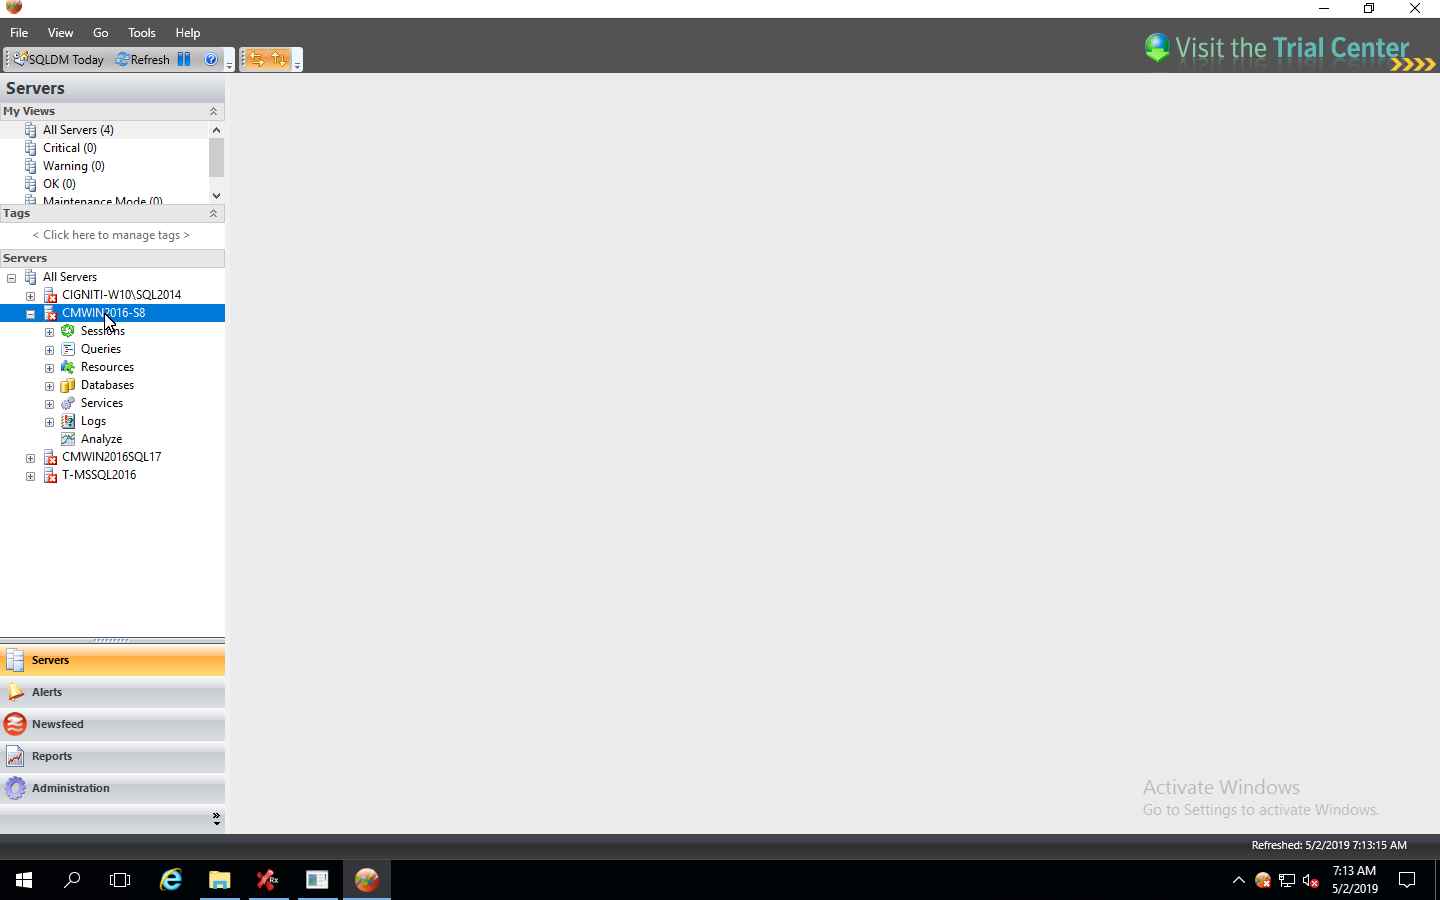 File View Go Tools Help
Visit the Trial Center
SQLDM Today Refresh
Servers
My Views
All Servers (4)
Critical (0)
Warning (0)
OK (0)
Maintenance Mode (0)
Tags
< Click here to manage tags >
Servers
All Servers
CIGNITI-W10\SQL2014
CMWIN2016-S8
Sessions
Queries
Resources
Databases
Services
Logs
Analyze
CMWIN2016SQL17
T-MSSQL2016
Servers
Alerts
Newsfeed
Reports
Administration
Activate Windows
Go to Settings to activate Windows.
Refreshed: 5/2/2019 7:13:15 AM
Rx
7:13 AM
5/2/2019